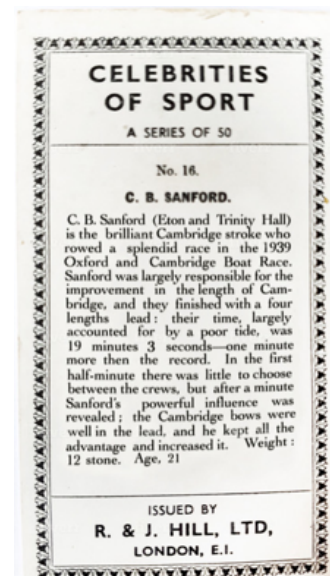 CELEBRITIES
OF SPORT
A SERIES OF 50
No. 16.
C. B. SANFORD.
C. B. Sanford (Eton and Trinity Hall)
is the brilliant Cambridge stroke who
rowed a splendid race in the 1939
Oxford and Cambridge Boat Race.
Sanford was largely responsible for the
improvement in the length of Cam-
bridge, and they finished with a four
lengths lead: their time, largely
accounted for by a poor tide, was
19 minutes 3 seconds—one minute
more then the record. In the first
half-minute there was little to choose
between the crews, but after a minute
Sanford's powerful influence was
revealed; the Cambridge bows were
well in the lead, and he kept all the
advantage and increased it. Weight:
12 stone. Age, 21
ISSUED BY
R. & J. HILL, LTD,
LONDON, E.I.